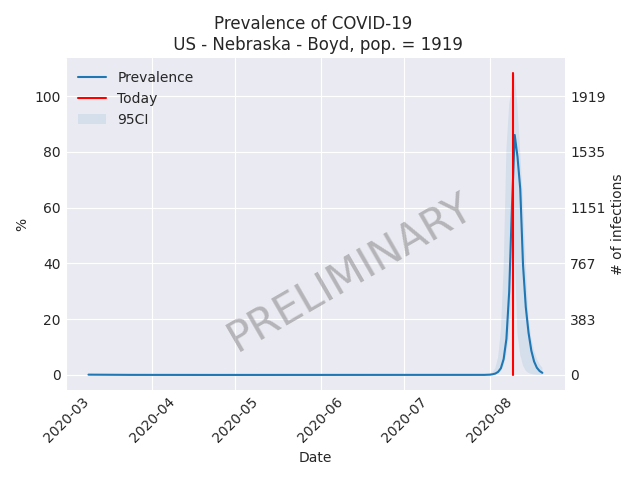 Prevalence of COVID-19
US - Nebraska - Boyd, pop. = 1919
Prevalence
Today
95CI
100
80
60
40
20
0
%
1919
1535
1151
767
383
0
# of infections
PRELIMINARY
2020-03
2020-04
2020-05
2020-06
2020-07
2020-08
Date